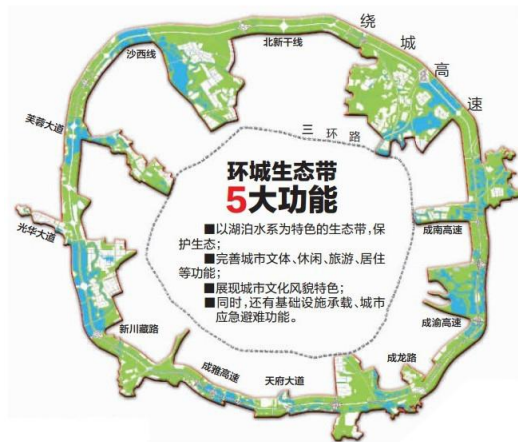 北新干线
绕城高速
沙西线
三环路
芙蓉大道
环城生态带
5大功能
■以湖泊水系为特色的生态带,保
护生态;
■完善城市文体、休闲、旅游、居住
等功能;
■展现城市文化风貌特色;
■同时,还有基础设施承载、城市
应急避难功能。
成南高速
光华大道
成渝高速
新川藏路
成雅高速
天府大道
成龙路